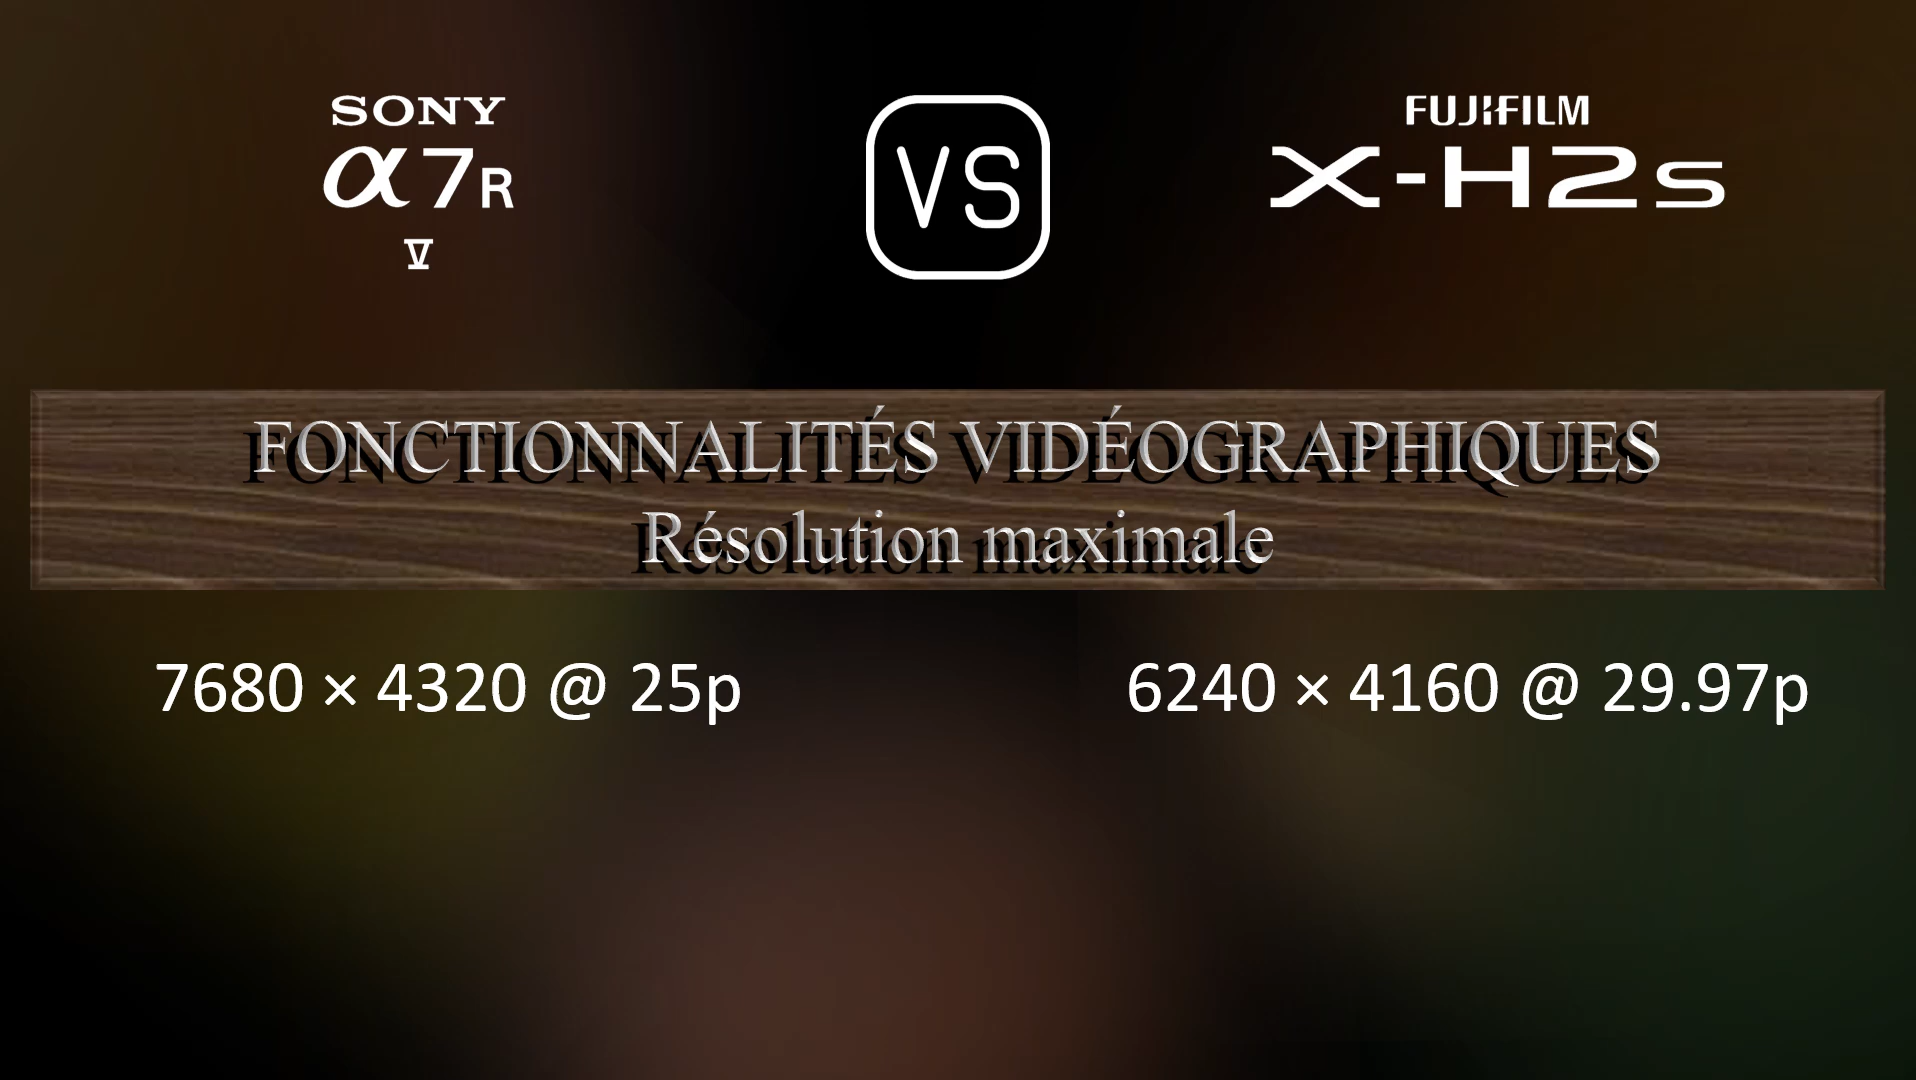 SONY
α7R
V
VS
FUJIFILM
X-H2S
FONCTIONNALITÉS VIDÉOGRAPHIQUES
Résolution maximale
7680 × 4320 @ 25p
6240 × 4160 @ 29.97p